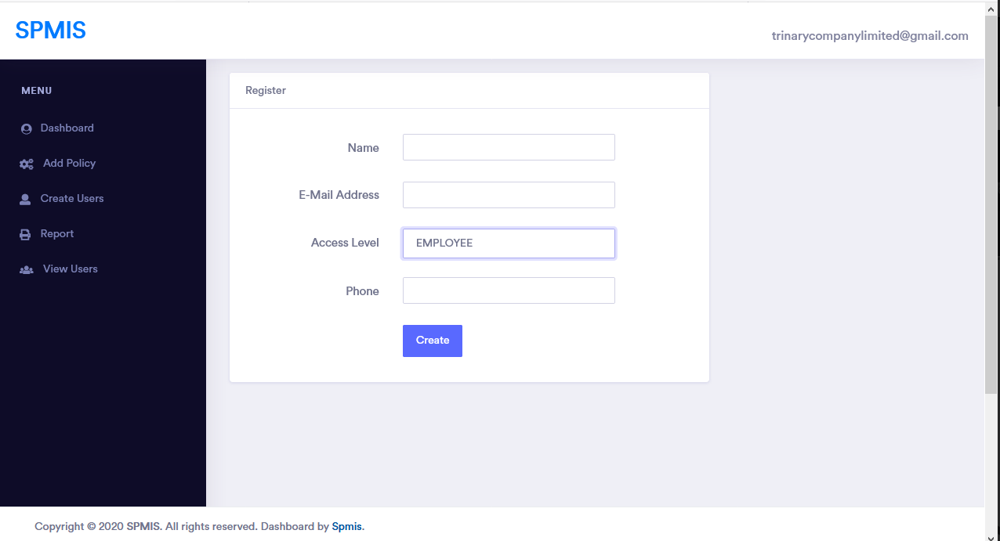 SPMIS
trinarycompanylimited@gmail.com
MENU
Dashboard
Add Policy
Create Users
Report
View Users
Register
Name
E-Mail Address
Access Level
EMPLOYEE
Phone
Create
Copyright © 2020 SPMIS. All rights reserved. Dashboard by Spmis.